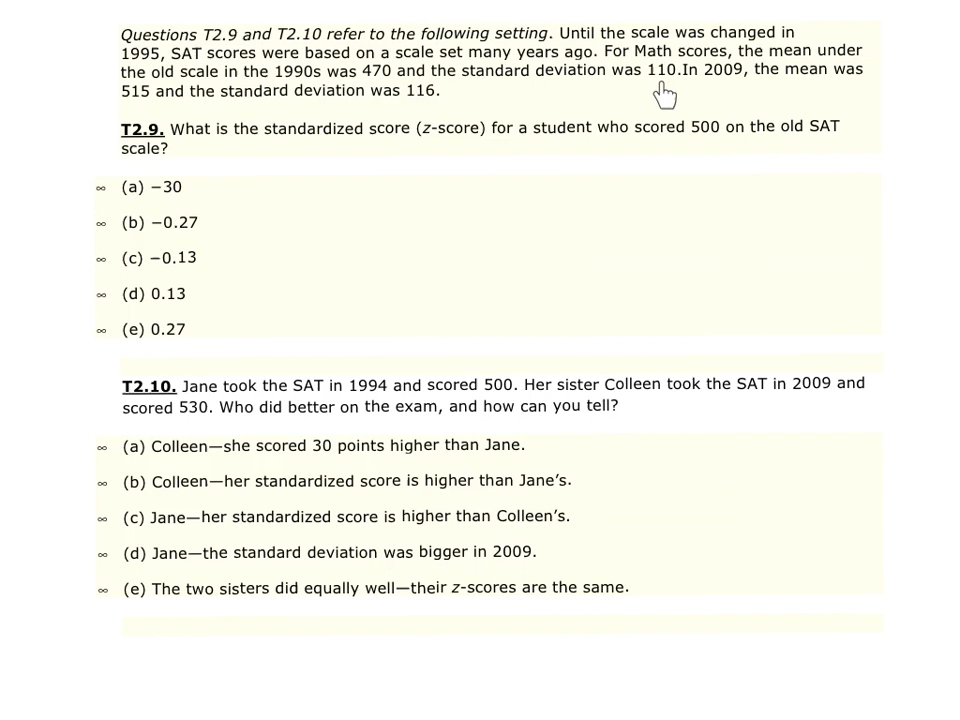 Questions T2.9 and T2.10 refer to the following setting. Until the scale was changed in
1995, SAT scores were based on a scale set many years ago. For Math scores, the mean under
the old scale in the 1990s was 470 and the standard deviation was 110.In 2009, the mean was
515 and the standard deviation was 116.
T2.9. What is the standardized score (z-score) for a student who scored 500 on the old SAT
scale?
∞ (a) −30
∞ (b) −0.27
∞ (c) −0.13
∞ (d) 0.13
∞ (e) 0.27
T2.10. Jane took the SAT in 1994 and scored 500. Her sister Colleen took the SAT in 2009 and
scored 530. Who did better on the exam, and how can you tell?
∞ (a) Colleen—she scored 30 points higher than Jane.
∞ (b) Colleen—her standardized score is higher than Jane's.
∞ (c) Jane—her standardized score is higher than Colleen's.
∞ (d) Jane—the standard deviation was bigger in 2009.
∞ (e) The two sisters did equally well—their z-scores are the same.